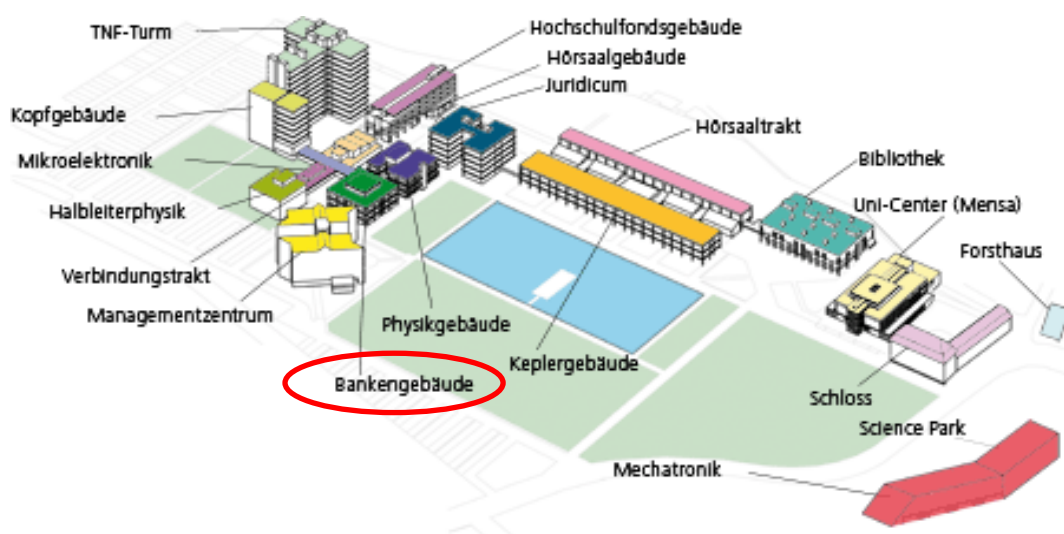 Hochschulfondsgebäude
TNF-Turm
Hörsaalgebäude
Juridicum
Kopfgebäude
Hörsaaltrakt
Mikroelektronik
Bibliothek
Uni-Center (Mensa)
Halbleiterphysik
Forsthaus
Verbindungstrakt
Managementzentrum
Physikgebäude
Keplergebäude
Bankengebäude
Schloss
Science Park
Mechatronik